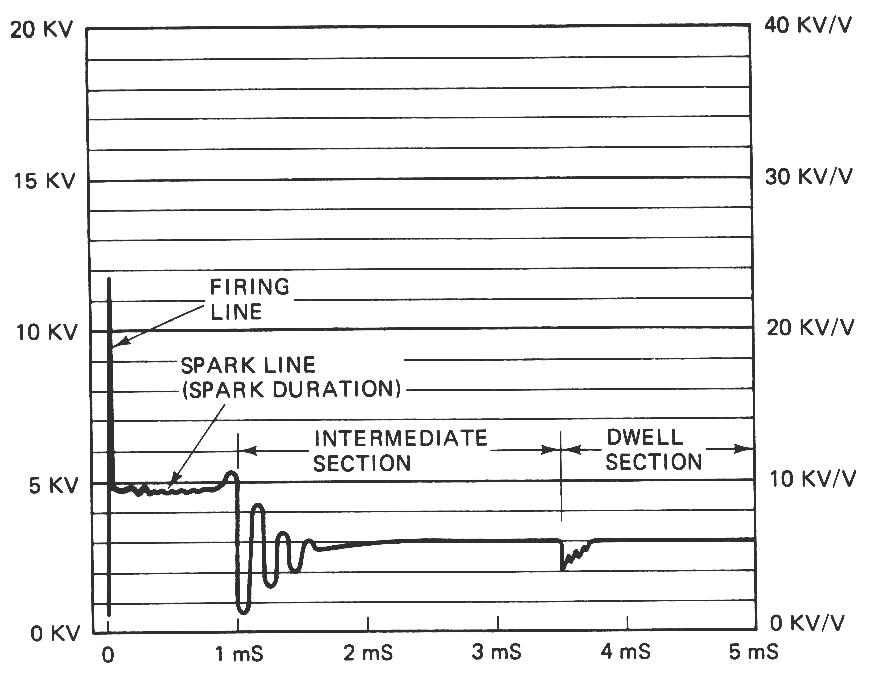 20 KV
40 KV/V
15 KV
30 KV/V
FIRING
LINE
10 KV
20 KV/V
SPARK LINE
(SPARK DURATION)
INTERMEDIATE
SECTION
DWELL
SECTION
5 KV
10 KV/V
0 KV
0 KV/V
0
1 mS
2 mS
3 mS
4 mS
5 mS